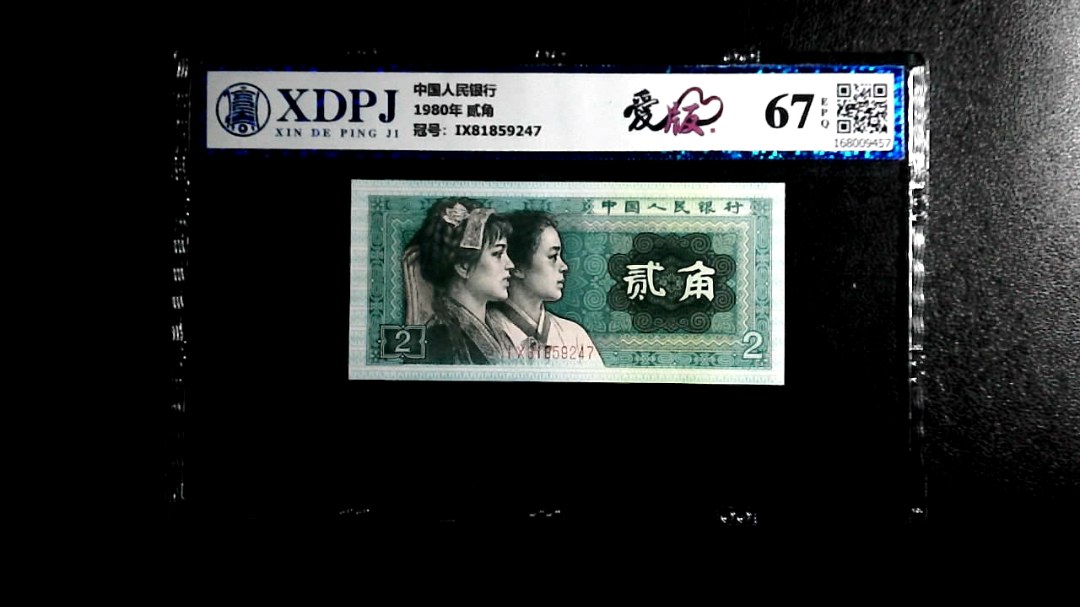 XDPJ
XIN DE PING JI
中国人民银行
1980年 贰角
冠号: IX81859247
爱版
67
EPQ
168009457
中国人民银行
贰角
2
2
IX81859247